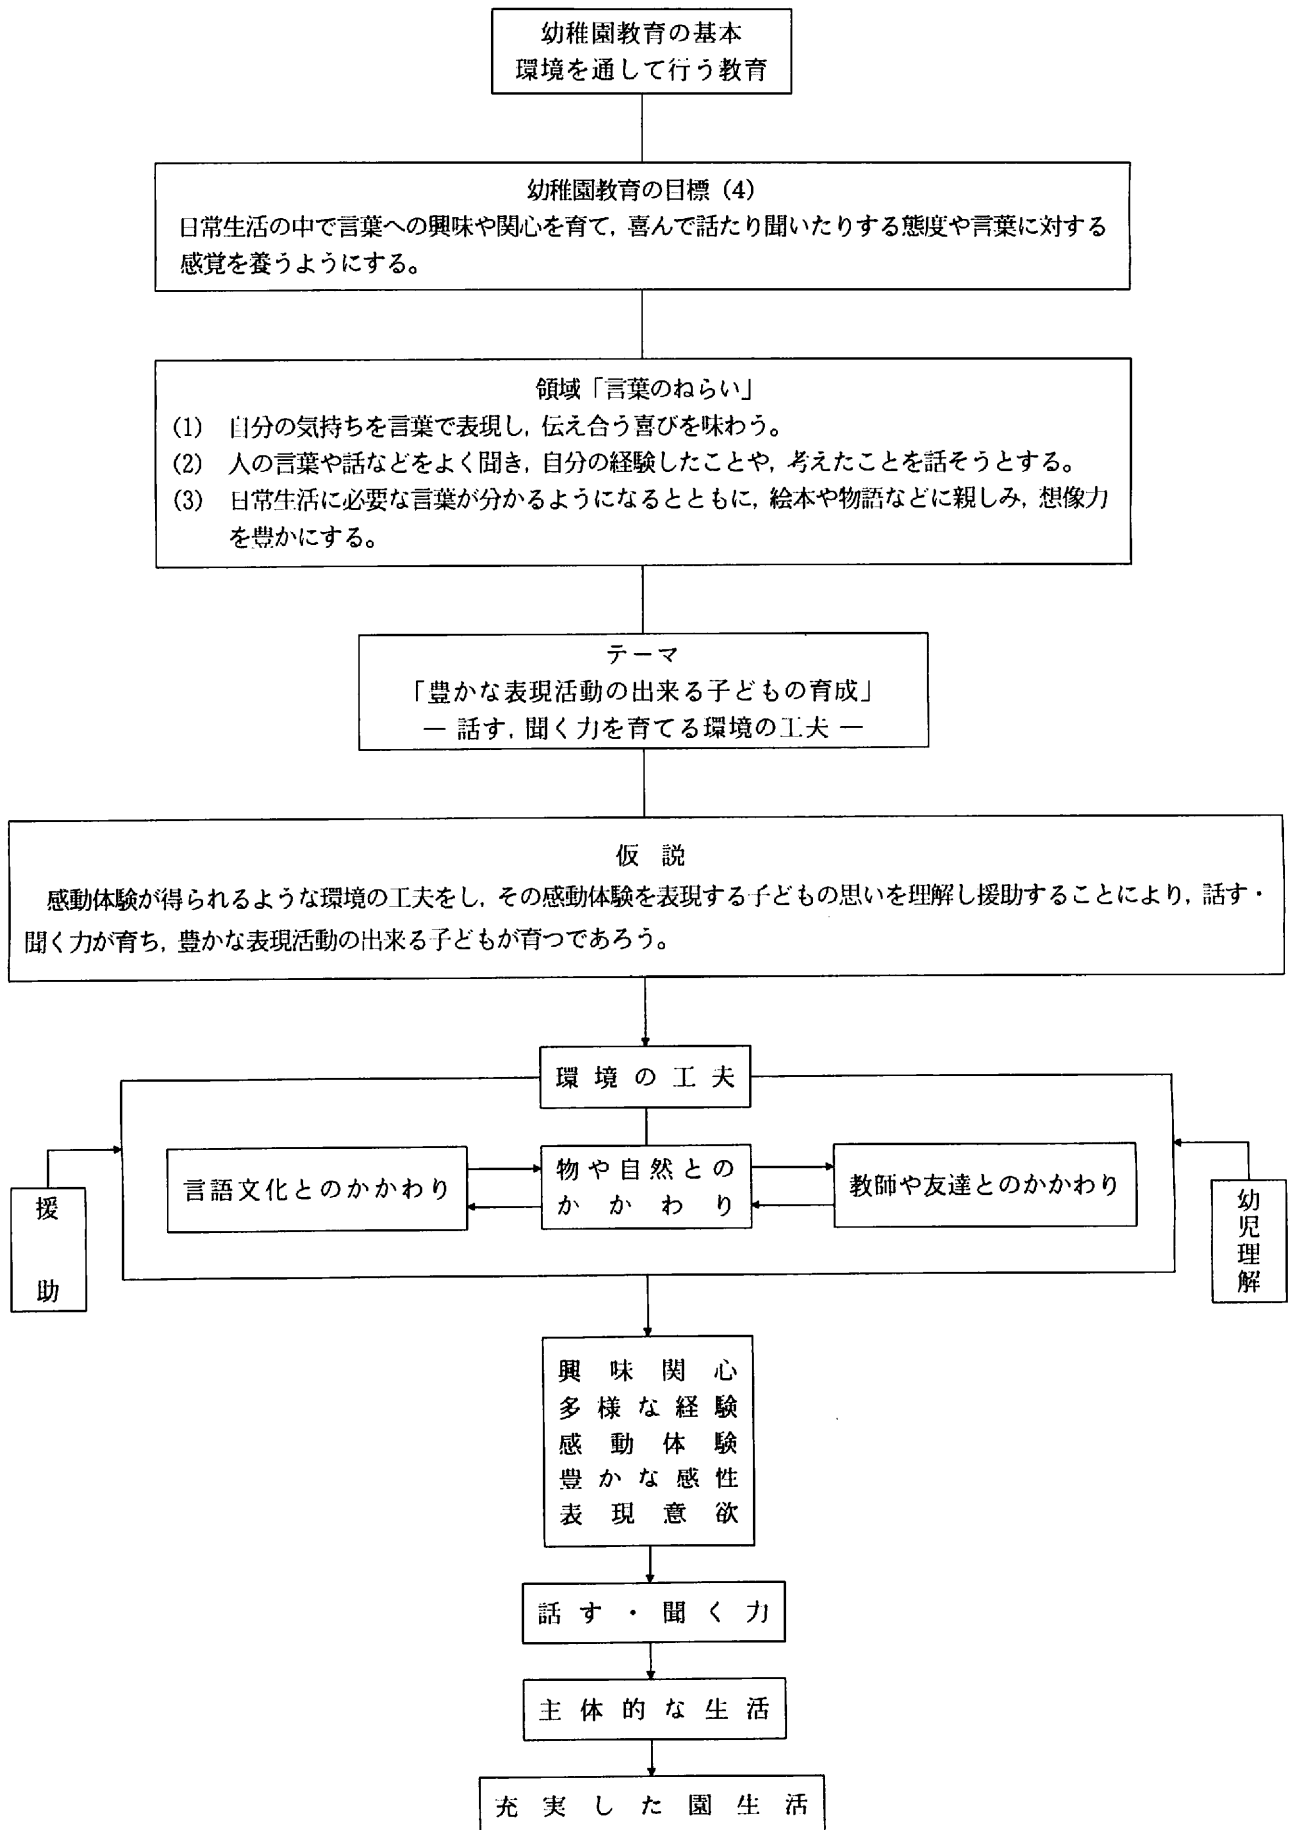 幼稚園教育の基本
環境を通して行う教育
幼稚園教育の目標 (4)
日常生活の中で言葉への興味や関心を育て, 喜んで話たり聞いたりする態度や言葉に対する
感覚を養うようにする。
領域「言葉のねらい」
(1) 自分の気持ちを言葉で表現し, 伝え合う喜びを味わう。
(2) 人の言葉や話などをよく聞き, 自分の経験したことや, 考えたことを話そうとする。
(3) 日常生活に必要な言葉が分かるようになるとともに, 絵本や物語などに親しみ, 想像力
を豊かにする。
テーマ
「豊かな表現活動の出来る子どもの育成」
― 話す, 聞く力を育てる環境の工夫 ―
仮 説
感動体験が得られるような環境の工夫をし, その感動体験を表現する子どもの思いを理解し援助することにより, 話す・
聞く力が育ち, 豊かな表現活動の出来る子どもが育つであろう。
環境の工夫
援助
言語文化とのかかわり
物や自然との
かかわり
教師や友達とのかかわり
幼児理解
興味関心
多様な経験
感動体験
豊かな感性
表現意欲
話す・聞く力
主体的な生活
充実した園生活